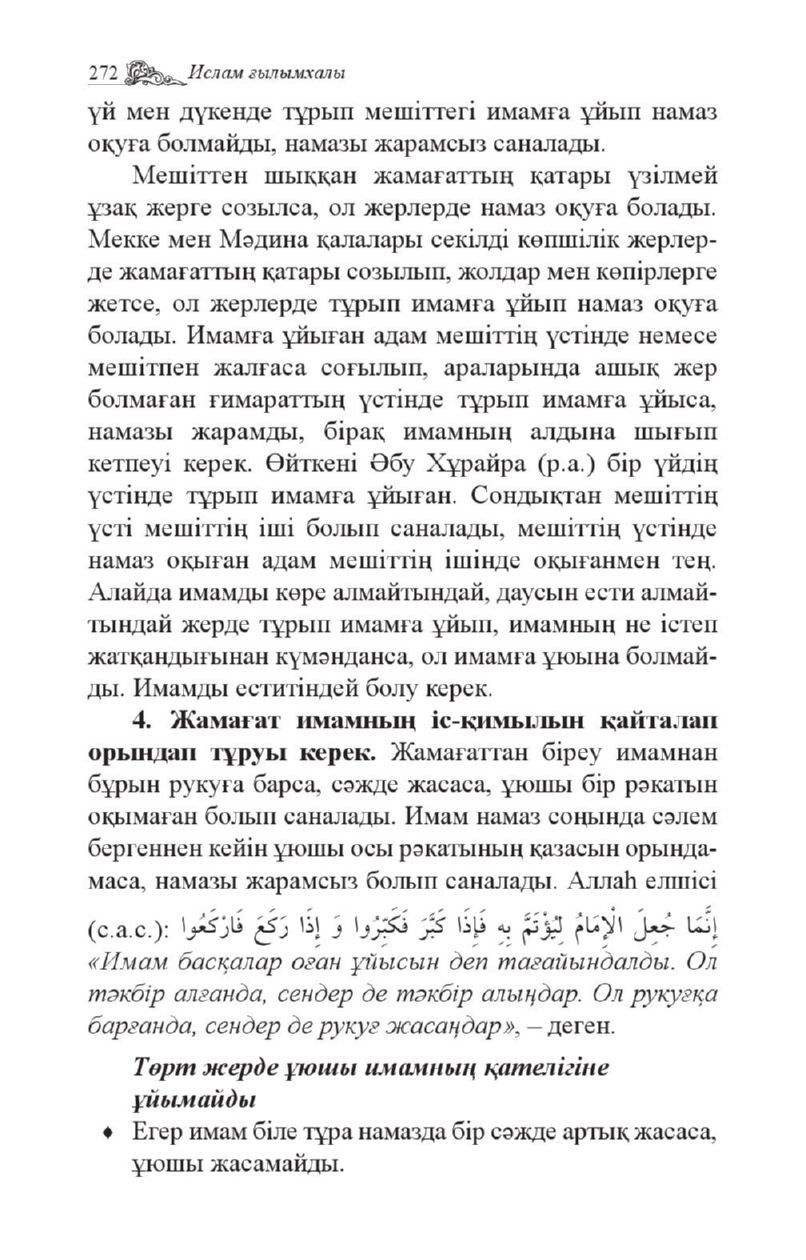 272 Ислам ғылымхалы
үй мен дүкенде тұрып мешіттегі имамға ұйып намаз
оқуға болмайды, намазы жарамсыз саналады.
Мешіттен шыққан жамағаттың қатары үзілмей
ұзақ жерге созылса, ол жерлерде намаз оқуға болады.
Мекке мен Мәдина қалалары секілді көпшілік жерлер-
де жамағаттың қатары созылып, жолдар мен көпірлерге
жетсе, ол жерлерде тұрып имамға ұйып намаз оқуға
болады. Имамға ұйыған адам мешіттің үстінде немесе
мешітпен жалғаса соғылып, араларында ашық жер
болмаған ғимараттың үстінде тұрып имамға ұйыса,
намазы жарамды, бірақ имамның алдына шығып
кетпеуі керек. Өйткені Әбу Хұрайра (р.а.) бір үйдің
үстінде тұрып имамға ұйыған. Сондықтан мешіттің
үсті мешіттің іші болып саналады, мешіттің үстінде
намаз оқыған адам мешіттің ішінде оқығанмен тең.
Алайда имамды көре алмайтындай, даусын ести алмай-
тындай жерде тұрып имамға ұйып, имамның не істеп
жатқандығынан күмәнданса, ол имамға ұюына болмай-
ды. Имамды еститіндей болу керек.
4. Жамағат имамның іс-қимылын қайталап
орындап тұруы керек. Жамағаттан біреу имамнан
бұрын рукуға барса, сәжде жасаса, ұюшы бір рәкатын
оқымаған болып саналады. Имам намаз соңында сәлем
бергеннен кейін ұюшы осы рәкатының қазасын орында-
маса, намазы жарамсыз болып саналады. Аллаһ елшісі
(с.а.с.): إِنَّمَا جُعِلَ الْإِمَامُ لِيُؤْتَمَّ بِهِ فَإِذَا كَبَّرَ فَكَبِّرُوا وَ إِذَا رَكَعَ فَارْكَعُوا
«Имам басқалар оған ұйысын деп тағайындалды. Ол
тәкбір алғанда, сендер де тәкбір алыңдар. Ол рукуғқа
барғанда, сендер де рукуғ жасаңдар», – деген.
Төрт жерде ұюшы имамның қателігіне
ұйымайды
♦ Егер имам біле тұра намазда бір сәжде артық жасаса,
ұюшы жасамайды.